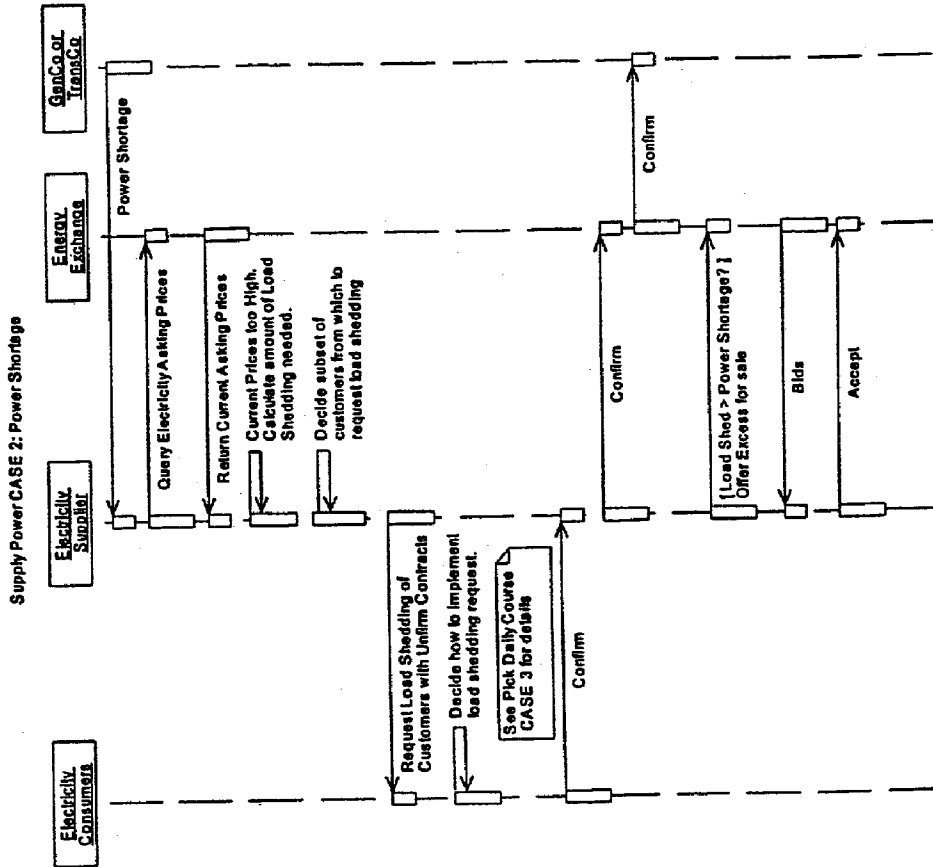 Supply Power CASE 2: Power Shortage
Electricity
Consumers
Electricity
Supplier
Energy
Exchange
GenCo or
TransCo
Power Shortage
Query Electricity Asking Prices
Return Current Asking Prices
Current Prices too High.
Calculate amount of Load
Shedding needed.
Decide subset of
customers from which to
request load shedding
Request Load Shedding of
Customers with Unfirm Contracts
Decide how to implement
load shedding request.
See Pick Daily Course
CASE 3 for details
Confirm
Confirm
Confirm
[Load Shed > Power Shortage? ]
Offer Excess for sale
Bids
Accept